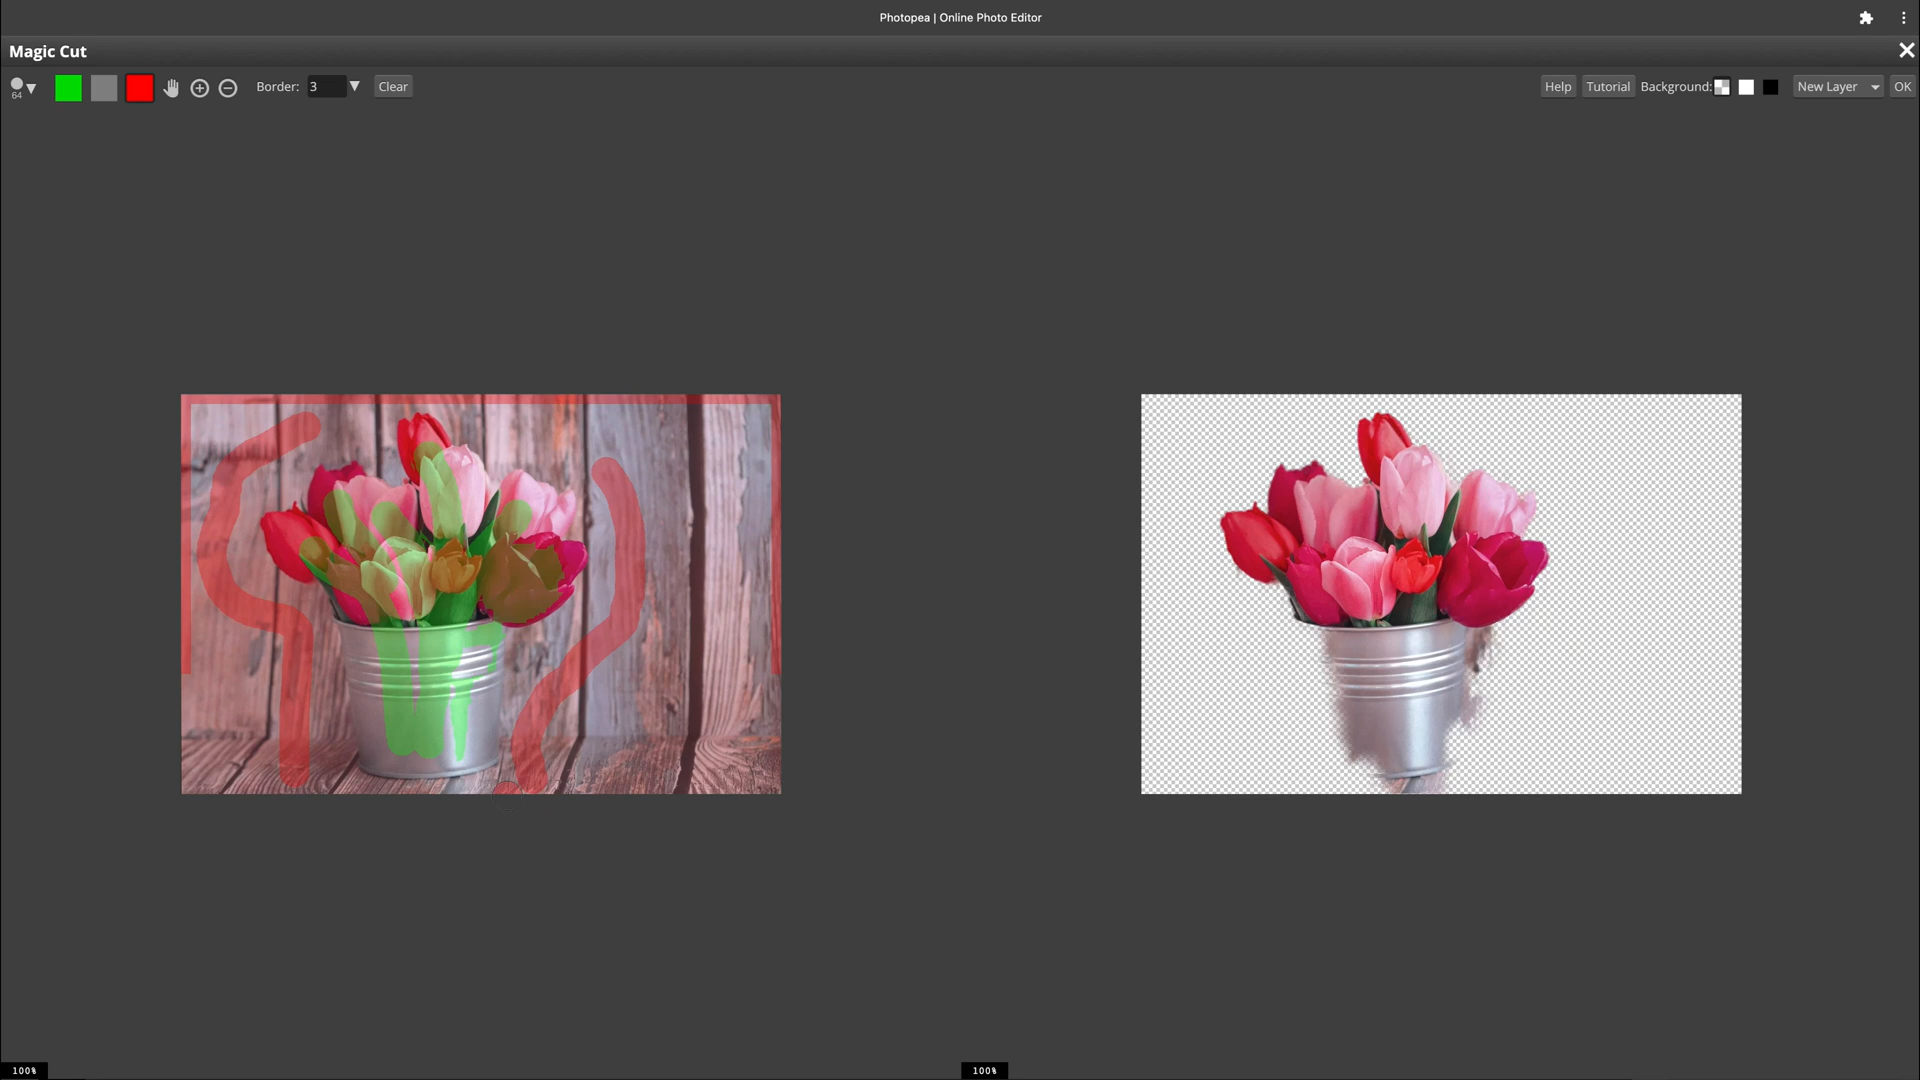 Photopea | Online Photo Editor
Magic Cut
64
Border: 3
Clear
Help
Tutorial
Background:
New Layer
OK
100%
100%